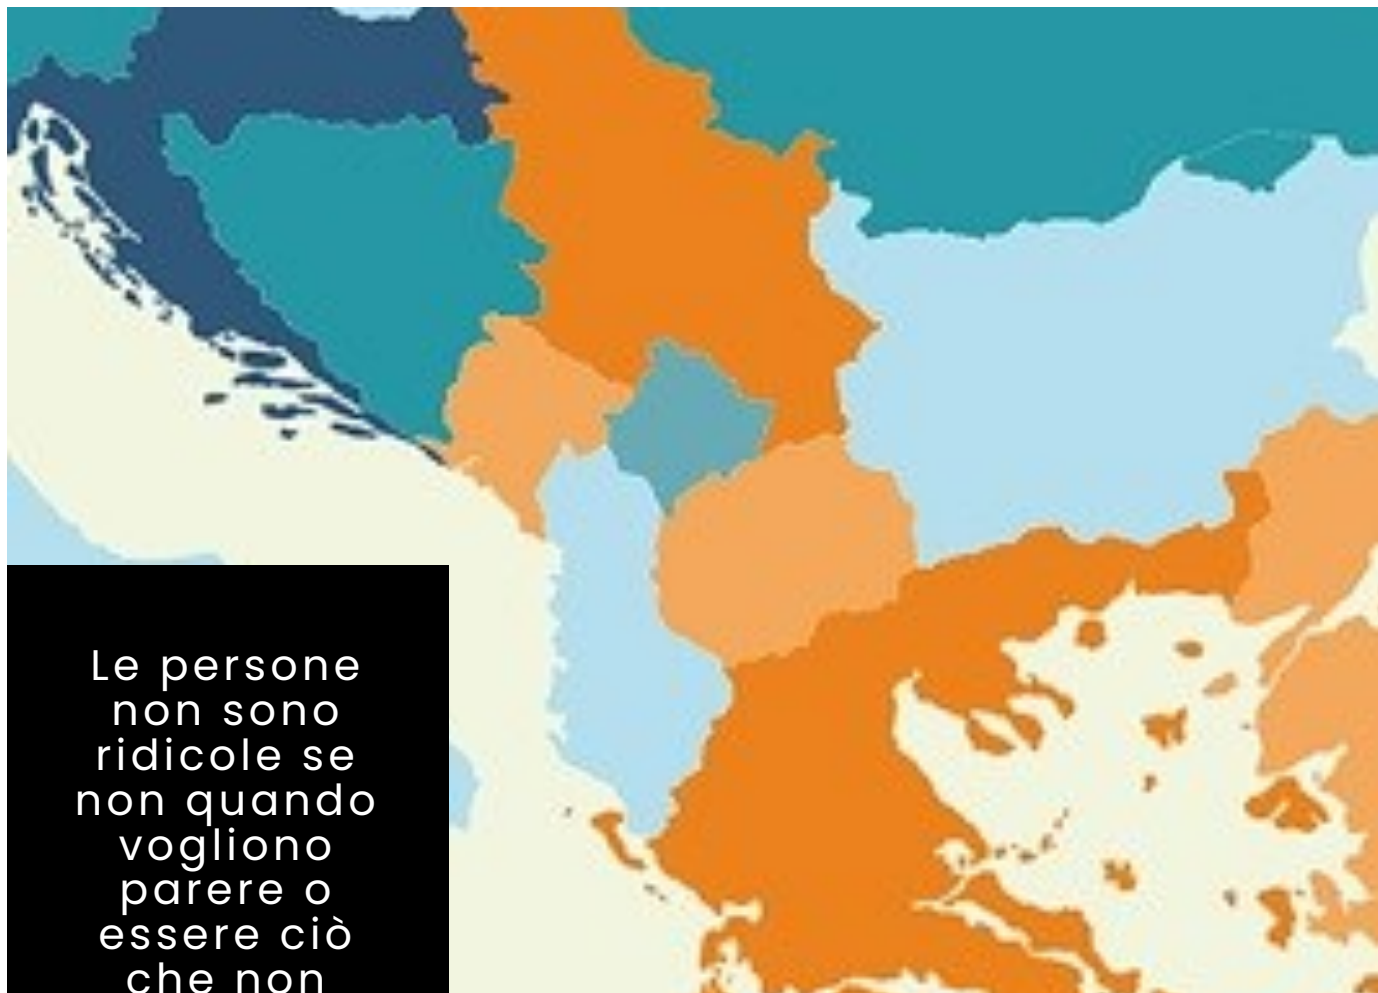 Le persone
non sono
ridicole se
non quando
vogliono
parere o
essere ciò
che non